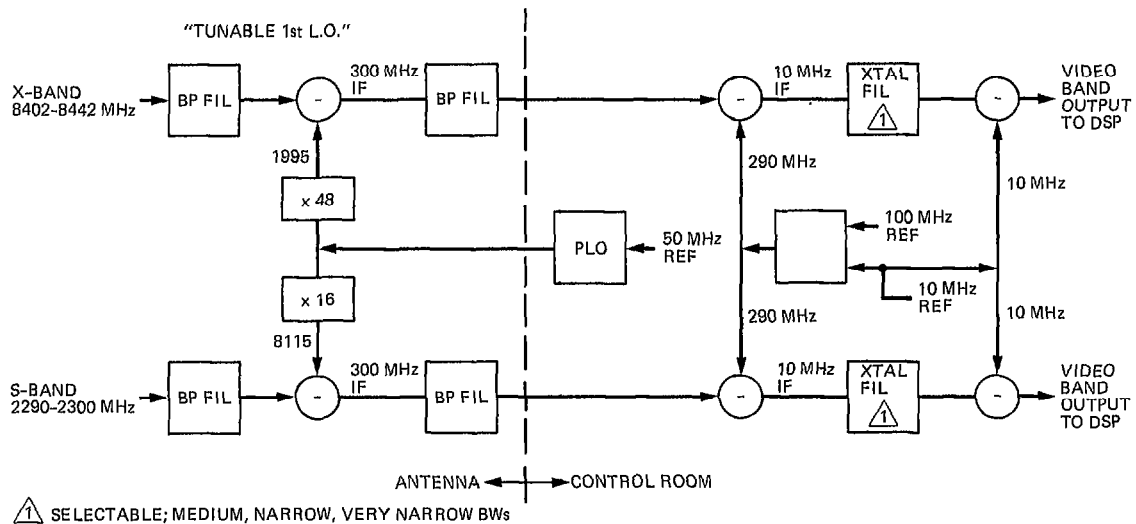 "TUNABLE 1st L.O."
X-BAND
8402-8442 MHz
BP FIL
-
300 MHz
IF
BP FIL
-
10 MHz
IF
XTAL
FIL
1
-
VIDEO
BAND
OUTPUT
TO DSP
1995
x 48
290 MHz
10 MHz
PLO
50 MHz
REF
100 MHz
REF
10 MHz
REF
x 16
8115
290 MHz
10 MHz
S-BAND
2290-2300 MHz
BP FIL
-
300 MHz
IF
BP FIL
-
10 MHz
IF
XTAL
FIL
1
-
VIDEO
BAND
OUTPUT
TO DSP
ANTENNA
CONTROL ROOM
1 SELECTABLE; MEDIUM, NARROW, VERY NARROW BWs